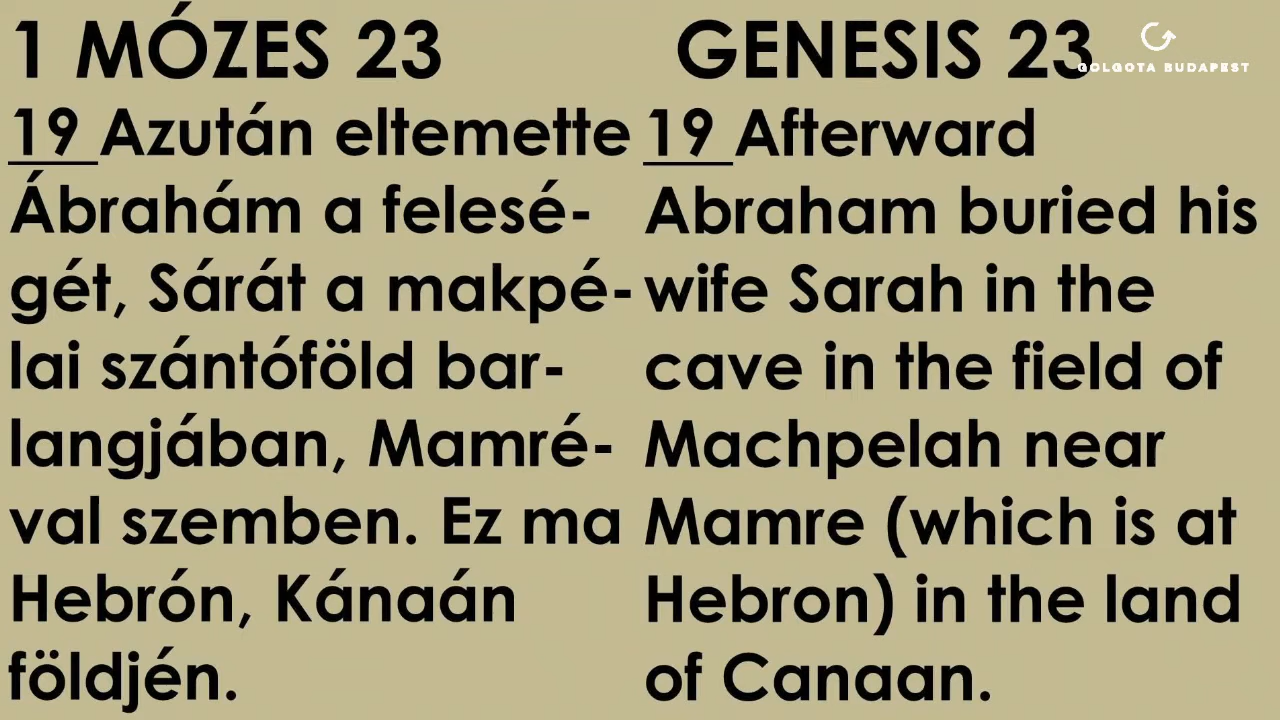 1 MÓZES 23
19 Azután eltemette
Ábrahám a felesé-
gét, Sárát a makpé-
lai szántóföld bar-
langjában, Mamré-
val szemben. Ez ma
Hebrón, Kánaán
földjén.
GENESIS 23
19 Afterward
Abraham buried his
wife Sarah in the
cave in the field of
Machpelah near
Mamre (which is at
Hebron) in the land
of Canaan.
GOLGOTA BUDAPEST